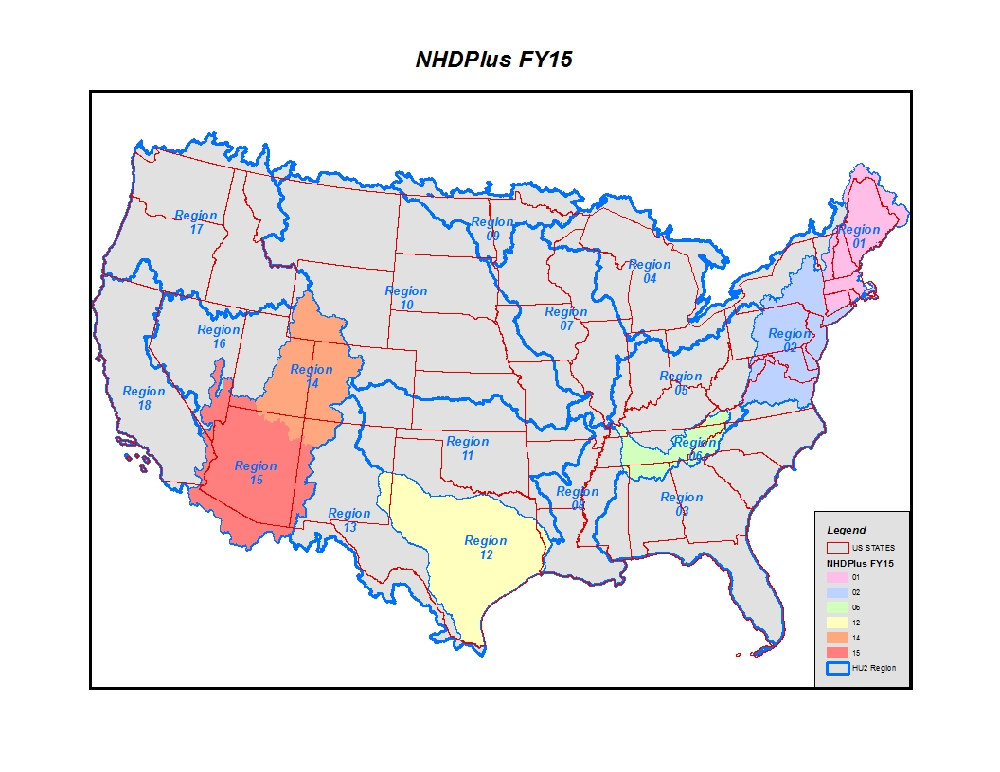 NHDPlus FY15
Region
17
Region
09
Region
01
Region
04
Region
10
Region
07
Region
16
Region
02
Region
14
Region
05
Region
18
Region
11
Region
06
Region
15
Region
08
Region
03
Region
13
Region
12
Legend
US STATES
NHDPlus FY15
01
02
06
12
14
15
HU2 Region